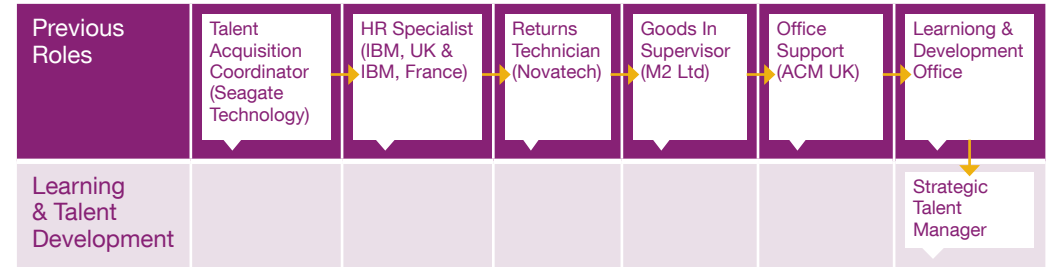 Previous
Roles
Talent
Acquisition
Coordinator
(Seagate
Technology)
HR Specialist
(IBM, UK &
IBM, France)
Returns
Technician
(Novatech)
Goods In
Supervisor
(M2 Ltd)
Office
Support
(ACM UK)
Learniong &
Development
Office
Learning
& Talent
Development
Strategic
Talent
Manager